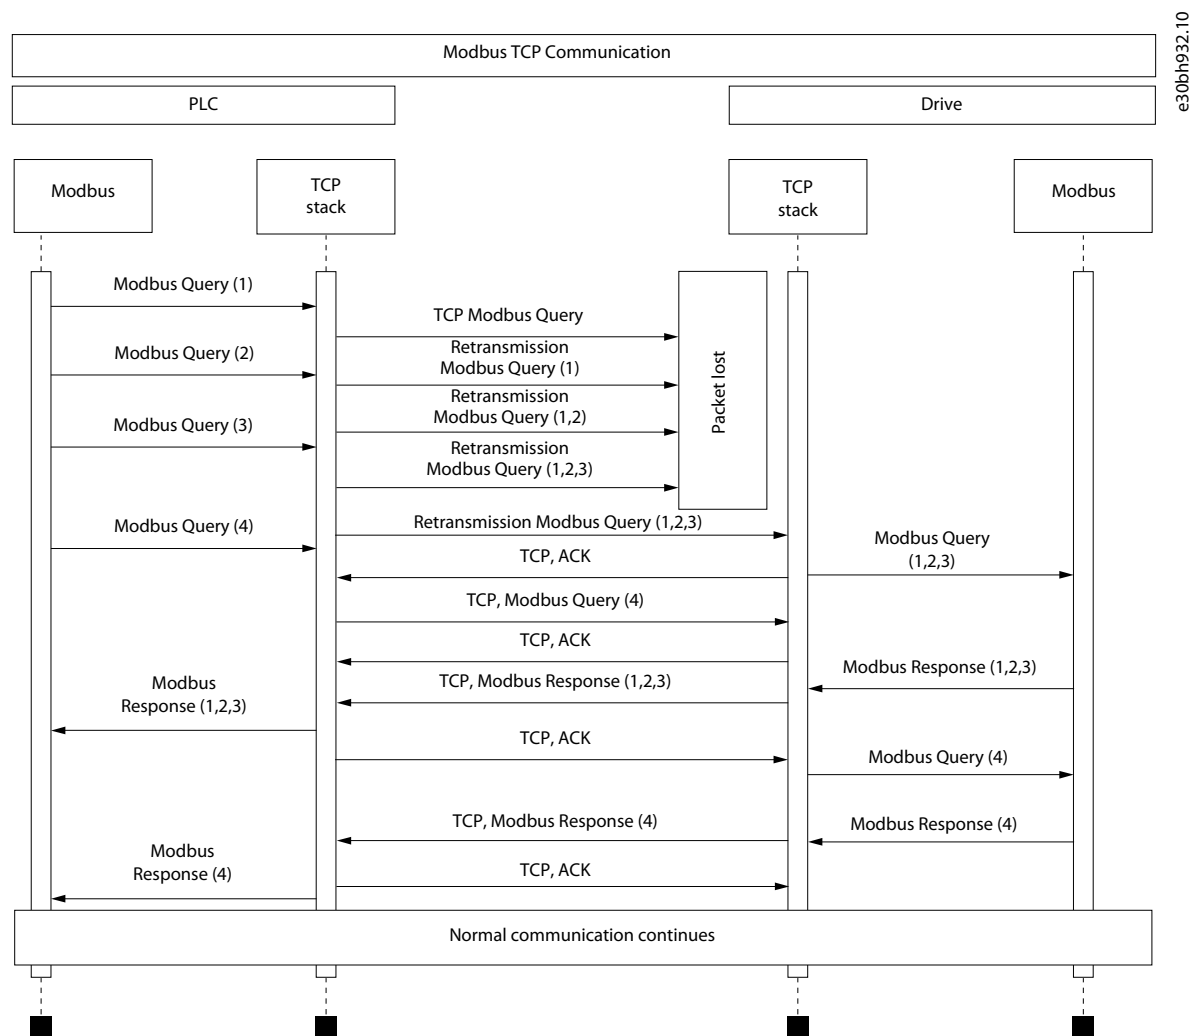 e30bh932.10
Modbus TCP Communication
PLC
Drive
Modbus
TCP
stack
TCP
stack
Modbus
Modbus Query (1)
TCP Modbus Query
Retransmission
Modbus Query (1)
Modbus Query (2)
Retransmission
Modbus Query (1,2)
Modbus Query (3)
Retransmission
Modbus Query (1,2,3)
Packet lost
Modbus Query (4)
Retransmission Modbus Query (1,2,3)
Modbus Query
(1,2,3)
TCP, ACK
TCP, Modbus Query (4)
TCP, ACK
Modbus Response (1,2,3)
TCP, Modbus Response (1,2,3)
Modbus
Response (1,2,3)
TCP, ACK
Modbus Query (4)
TCP, Modbus Response (4)
Modbus Response (4)
Modbus
Response (4)
TCP, ACK
Normal communication continues